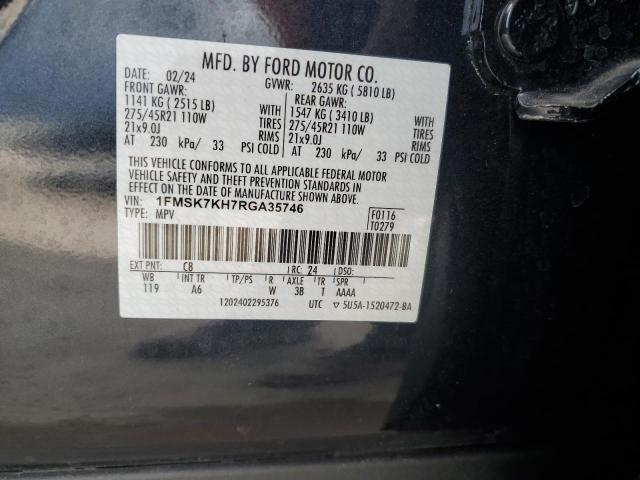 MFD. BY FORD MOTOR CO.
DATE: 02/24 GVWR: 2635 KG ( 5810 LB)
FRONT GAWR: REAR GAWR:
1141 KG ( 2515 LB) WITH 1547 KG ( 3410 LB) WITH
275/45R21 110W TIRES 275/45R21 110W TIRES
21x9.0J RIMS 21x9.0J RIMS
AT 230 kPa/ 33 PSI COLD AT 230 kPa/ 33 PSI COLD
THIS VEHICLE CONFORMS TO ALL APPLICABLE FEDERAL MOTOR
VEHICLE SAFETY AND THEFT PREVENTION STANDARDS IN
EFFECT ON THE DATE OF MANUFACTURE SHOWN ABOVE.
VIN: 1FMSK7KH7RGA35746 F0116
TYPE: MPV T0279
EXT PNT: CB RC: 24 DSO:
WB INT TR TP/PS R AXLE TR SPR
119 A6 W 3B T AAAA
1202402295376 UTC ▽ 5U5A-1520472-BA